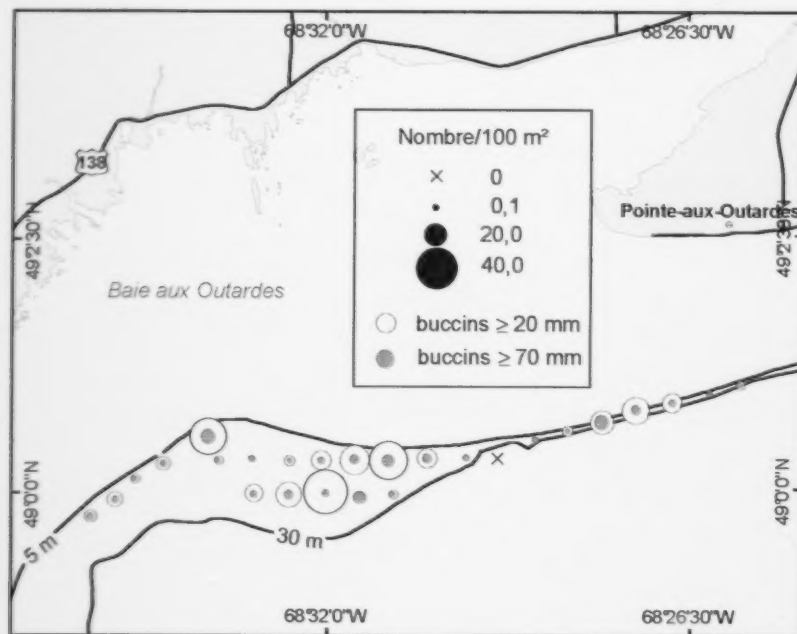 68°32'0"W
68°26'30"W
138
Nombre/100 m²
0
0,1
20,0
40,0
buccins ≥ 20 mm
buccins ≥ 70 mm
Pointe-aux-Outardes
49°2'30"N
49°2'30"N
Baie aux Outardes
49°0'0"N
49°0'0"N
5 m
30 m
68°32'0"W
68°26'30"W